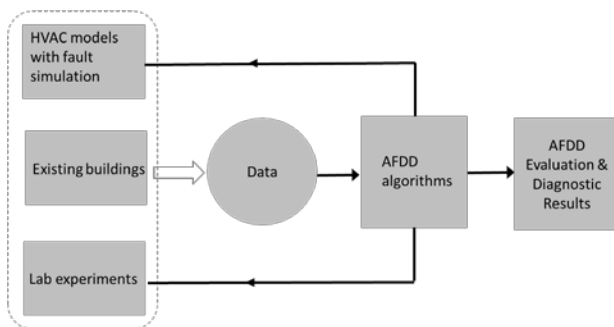 HVAC models
with fault
simulation
Existing buildings
Lab experiments
Data
AFDD
algorithms
AFDD
Evaluation &
Diagnostic
Results